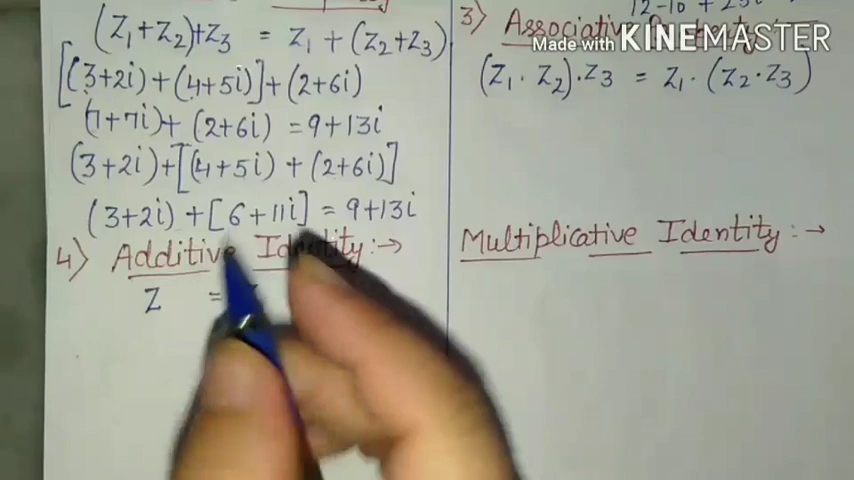 (Z₁+Z₂)+Z₃ = Z₁ + (Z₂+Z₃)
[(3+2i)+(4+5i)]+(2+6i)
(7+7i)+(2+6i) = 9+13i
(3+2i)+[(4+5i)+(2+6i)]
(3+2i)+[6+11i] = 9+13i
4) Additive Identity :→
Z =
12-10 +
3) Associative
Made with KINEMASTER
(Z₁·Z₂)·Z₃ = Z₁·(Z₂·Z₃)
Multiplicative Identity :→